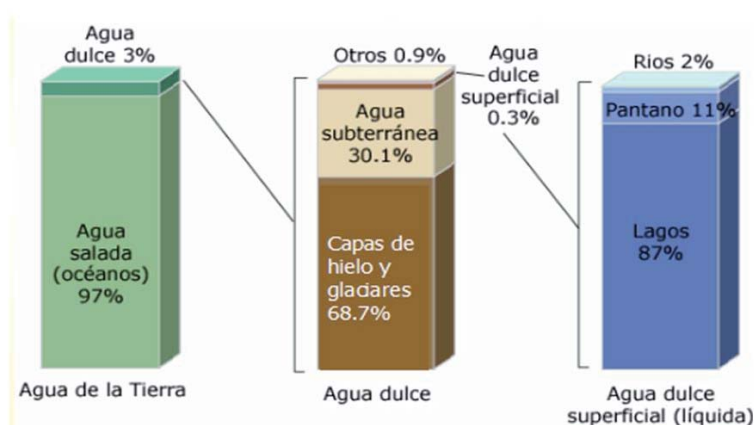 Agua
dulce 3%
Agua
salada
(océanos)
97%
Agua de la Tierra
Otros 0.9%
Agua
dulce
superficial
0.3%
Agua
subterránea
30.1%
Capas de
hielo y
glaciares
68.7%
Agua dulce
Rios 2%
Pantano 11%
Lagos
87%
Agua dulce
superficial (líquida)